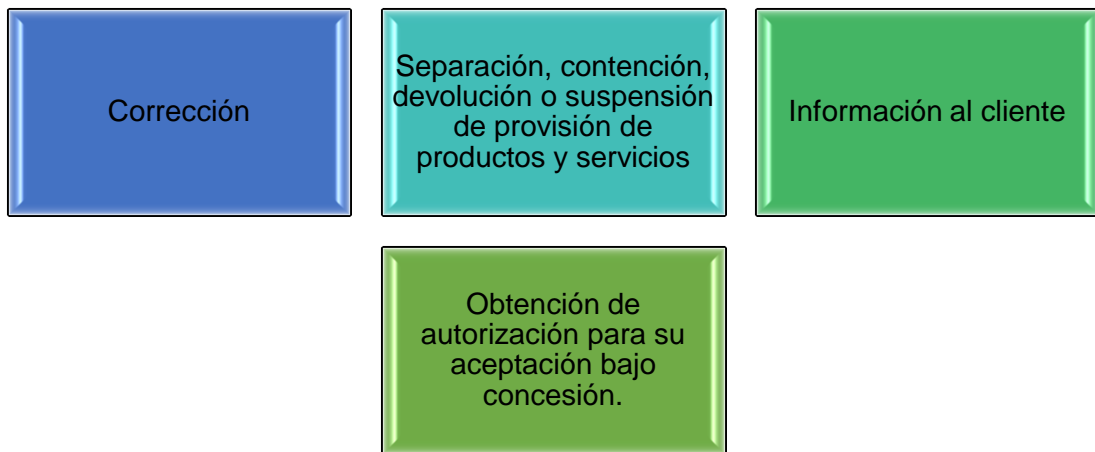 Corrección
Separación, contención,
devolución o suspensión
de provisión de
productos y servicios
Información al cliente
Obtención de
autorización para su
aceptación bajo
concesión.